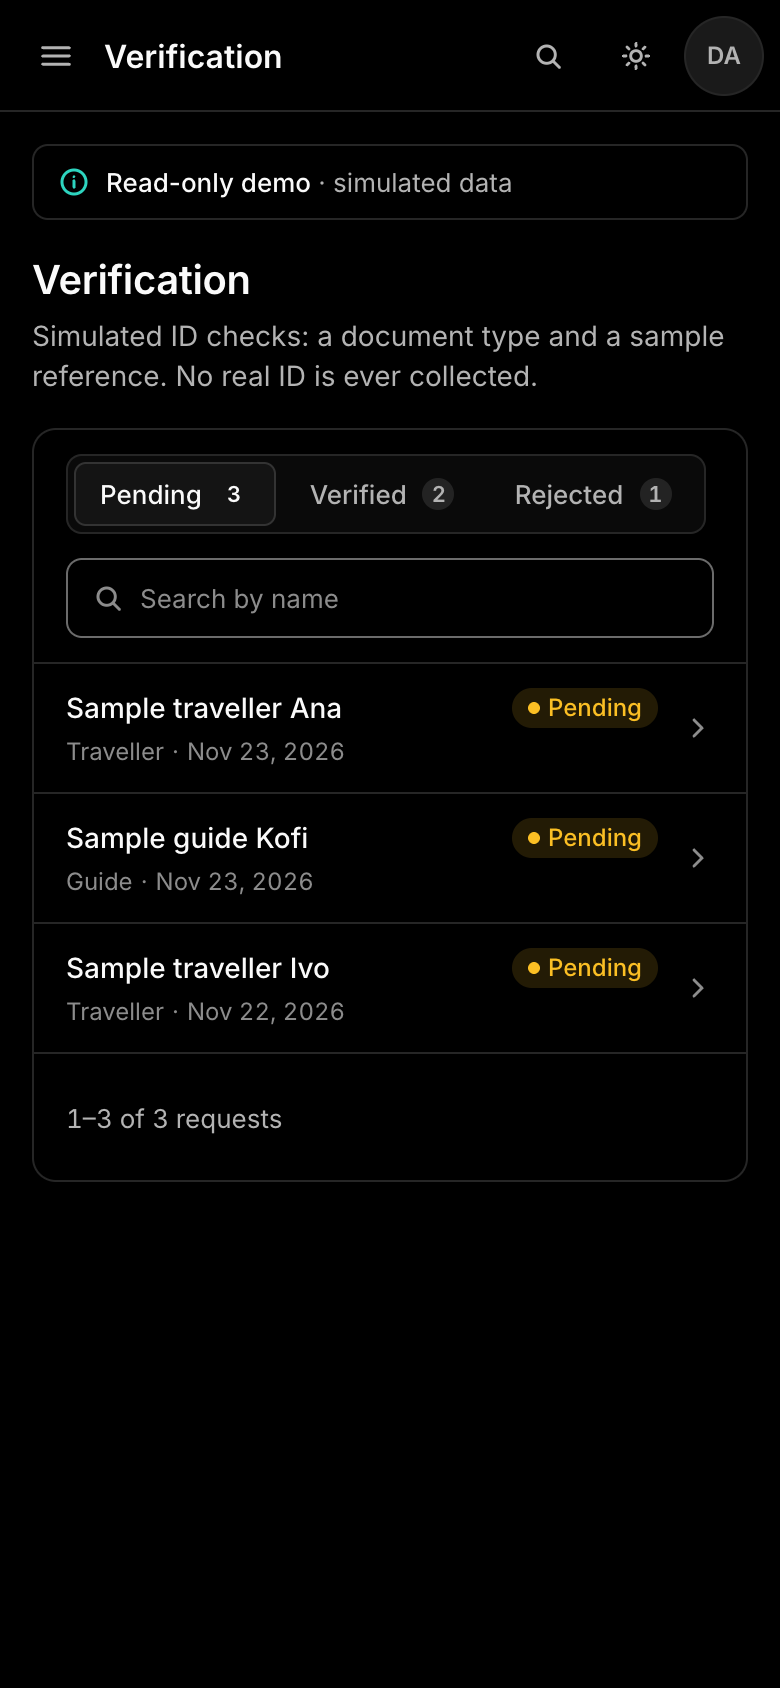 Verification
DA
Read-only demo · simulated data
Verification
Simulated ID checks: a document type and a sample
reference. No real ID is ever collected.
Pending 3 Verified 2 Rejected 1
Search by name
Sample traveller Ana Pending
Traveller · Nov 23, 2026
Sample guide Kofi Pending
Guide · Nov 23, 2026
Sample traveller Ivo Pending
Traveller · Nov 22, 2026
1–3 of 3 requests